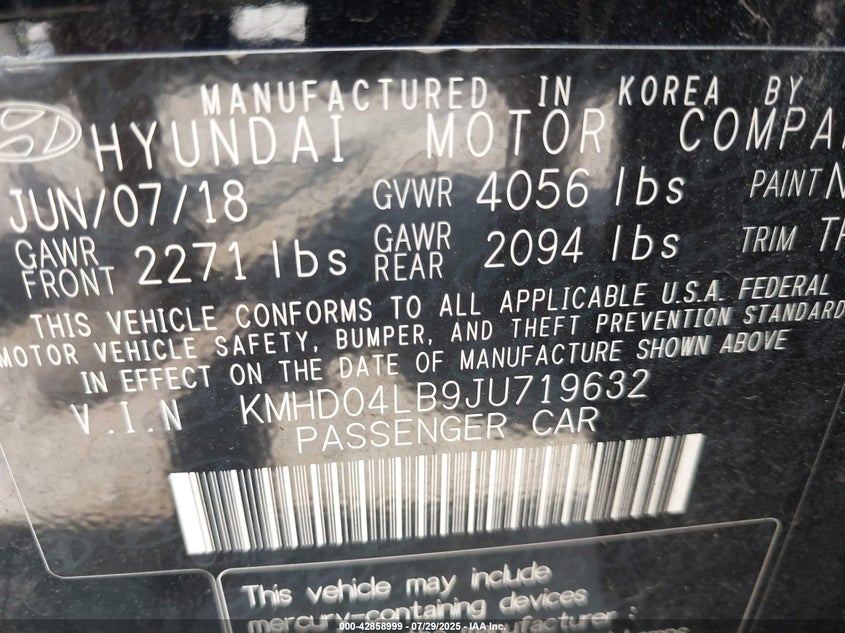 MANUFACTURED IN KOREA BY
HYUNDAI MOTOR COMPA
JUN/07/18 GVWR 4056 lbs PAINT N
GAWR FRONT 2271 lbs GAWR REAR 2094 lbs TRIM
THIS VEHICLE CONFORMS TO ALL APPLICABLE U.S.A. FEDERAL
MOTOR VEHICLE SAFETY, BUMPER, AND THEFT PREVENTION STANDARD
IN EFFECT ON THE DATE OF MANUFACTURE SHOWN ABOVE
V.I.N KMHD04LB9JU719632
PASSENGER CAR
This vehicle may include
mercury-containing devices
000-42858999 - 07/29/2025 - IAA Inc.